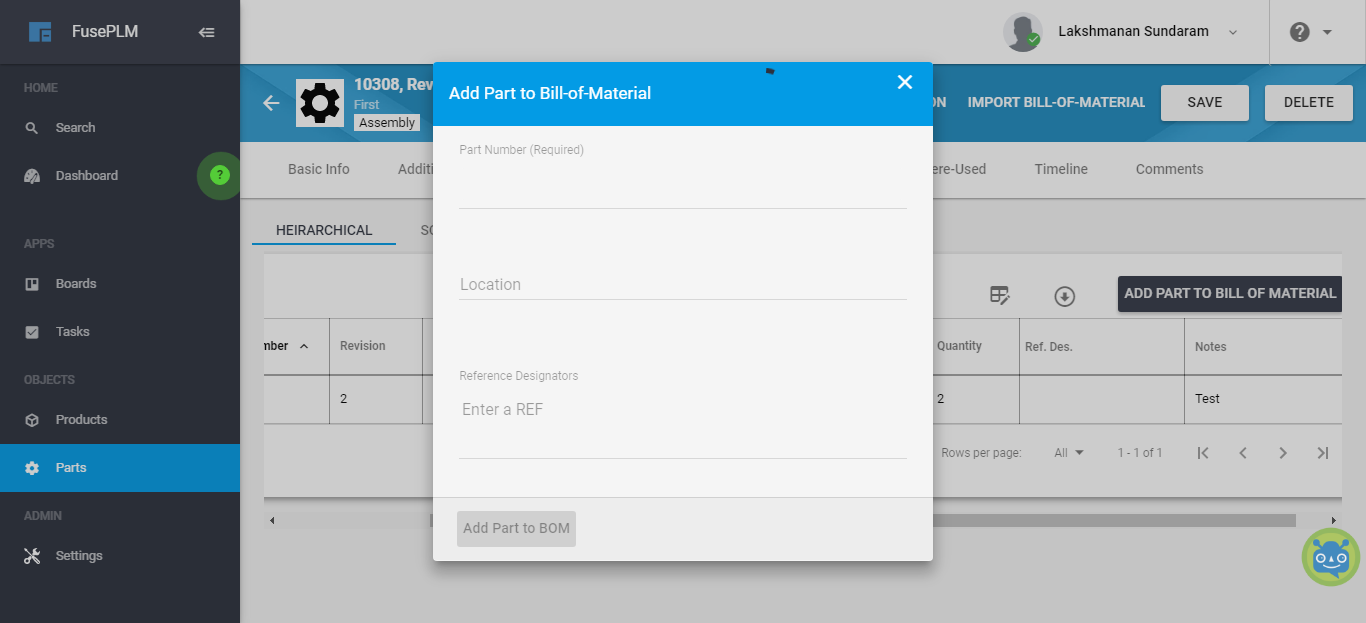 FusePLM
Lakshmanan Sundaram
?
HOME
Search
Dashboard
?
APPS
Boards
Tasks
OBJECTS
Products
Parts
ADMIN
Settings
10308, Rev
First
Assembly
ON
IMPORT BILL-OF-MATERIAL
SAVE
DELETE
Basic Info
Additi
ere-Used
Timeline
Comments
HEIRARCHICAL
SC
ADD PART TO BILL OF MATERIAL
mber
Revision
Quantity
Ref. Des.
Notes
2
2
Test
Rows per page:
All
1 - 1 of 1
Add Part to Bill-of-Material
Part Number (Required)
Location
Reference Designators
Enter a REF
Add Part to BOM